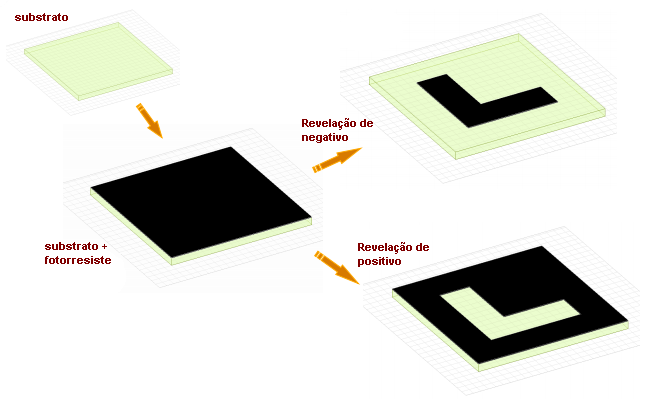 substrato
Revelação de
negativo
substrato +
fotorresiste
Revelação de
positivo